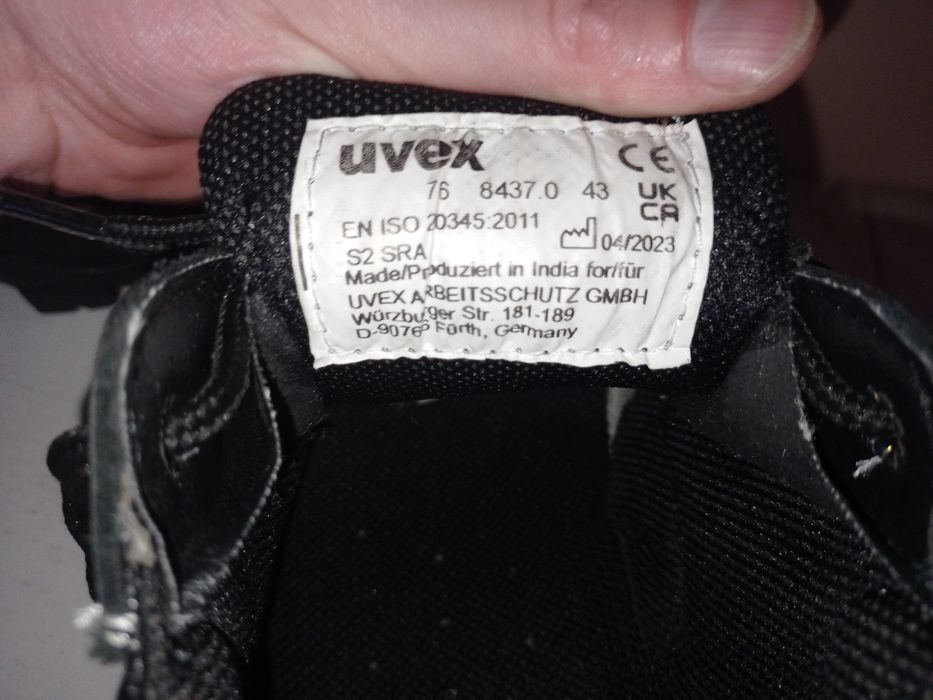 uvex CE
76 8437.0 43 UK
CA
EN ISO 20345:2011
S2 SRA 04/2023
Made/Produziert in India for/für
UVEX ARBEITSSCHUTZ GMBH
Würzburger Str. 181-189
Fürth, Germany